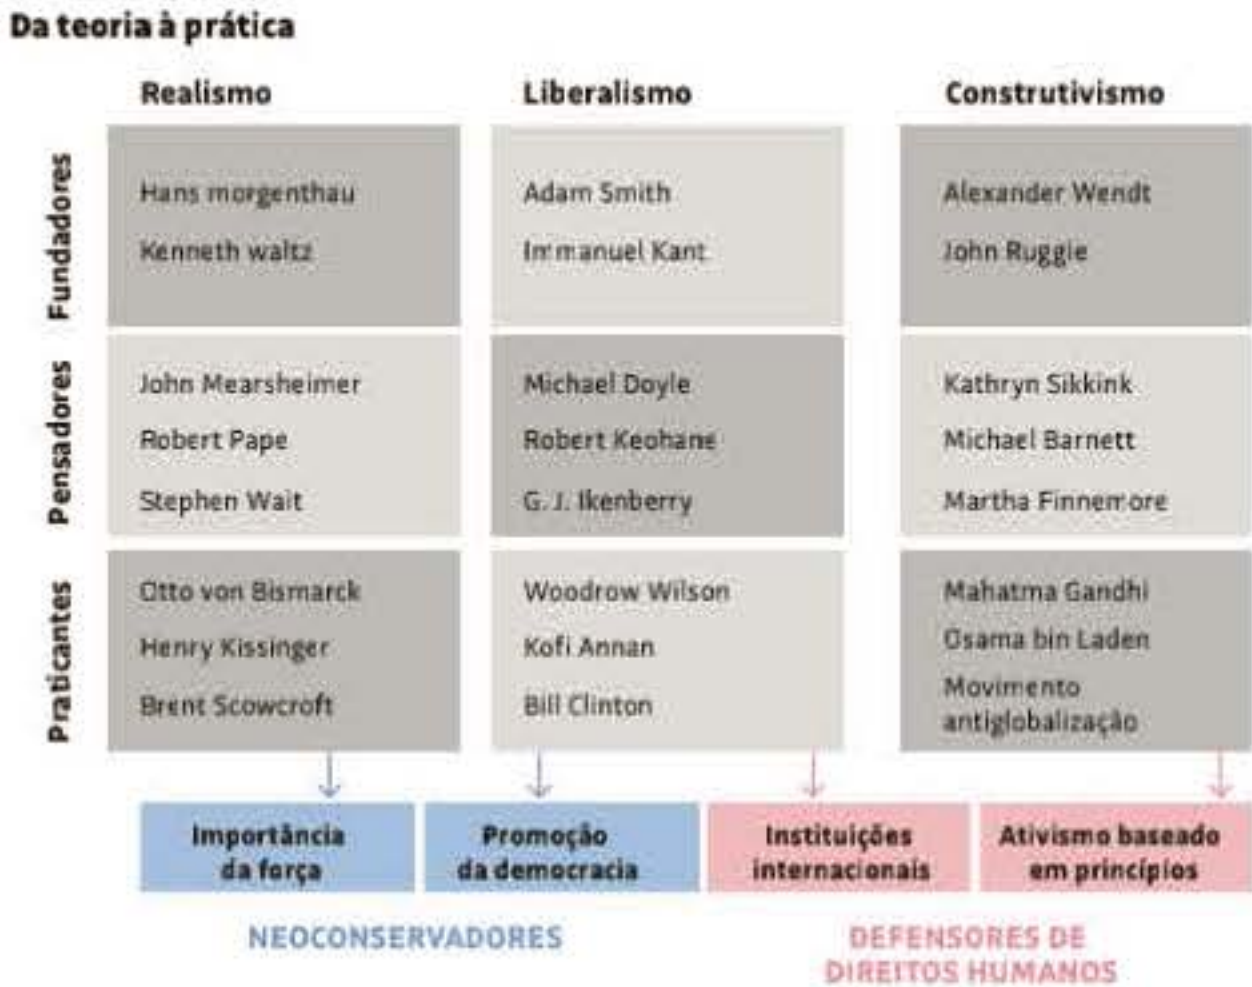 Da teoria à prática
Realismo
Liberalismo
Construtivismo
Fundadores
Hans morgenthau
Kenneth waltz
Adam Smith
Immanuel Kant
Alexander Wendt
John Ruggie
Pensadores
John Mearsheimer
Robert Pape
Stephen Wait
Michael Doyle
Robert Keohane
G. J. Ikenberry
Kathryn Sikkink
Michael Barnett
Martha Finnemore
Praticantes
Otto von Bismarck
Henry Kissinger
Brent Scowcroft
Woodrow Wilson
Kofi Annan
Bill Clinton
Mahatma Gandhi
Osama bin Laden
Movimento
antiglobalização
Importância
da força
Promoção
da democracia
Instituições
internacionais
Ativismo baseado
em princípios
NEOCONSERVADORES
DEFENSORES DE
DIREITOS HUMANOS